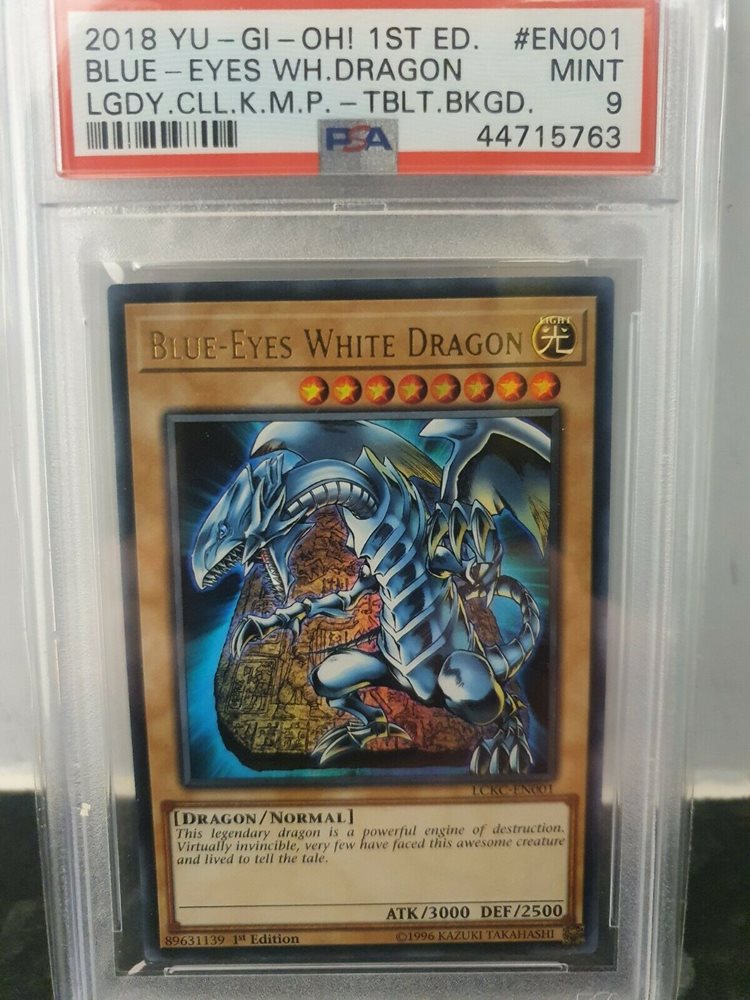 2018 YU-GI-OH! 1ST ED. #EN001
BLUE-EYES WH.DRAGON MINT
LGDY.CLL.K.M.P.-TBLT.BKGD. 9
PSA 44715763
BLUE-EYES WHITE DRAGON
LIGHT
光
LCKC-EN001
[DRAGON/NORMAL]
This legendary dragon is a powerful engine of destruction.
Virtually invincible, very few have faced this awesome creature
and lived to tell the tale.
ATK/3000 DEF/2500
89631139 1st Edition ©1996 KAZUKI TAKAHASHI